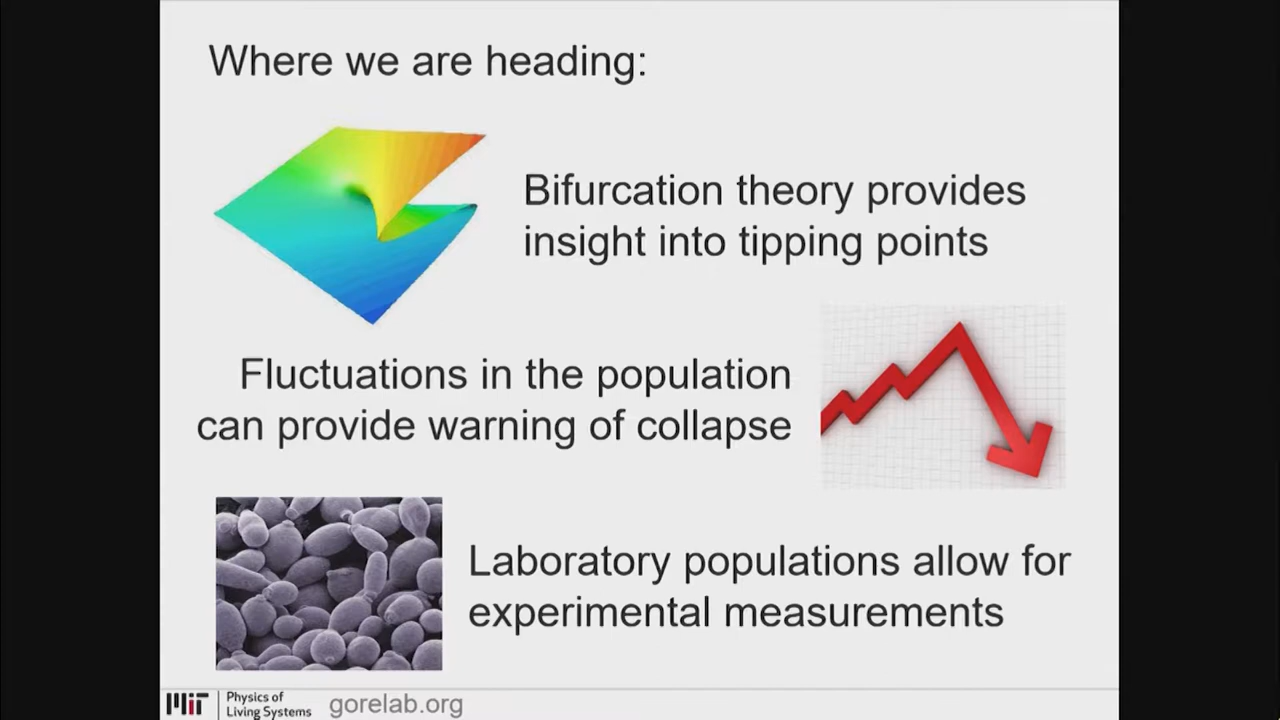 Where we are heading:
Bifurcation theory provides
insight into tipping points
Fluctuations in the population
can provide warning of collapse
Laboratory populations allow for
experimental measurements
MIT
Physics of
Living Systems
gorelab.org